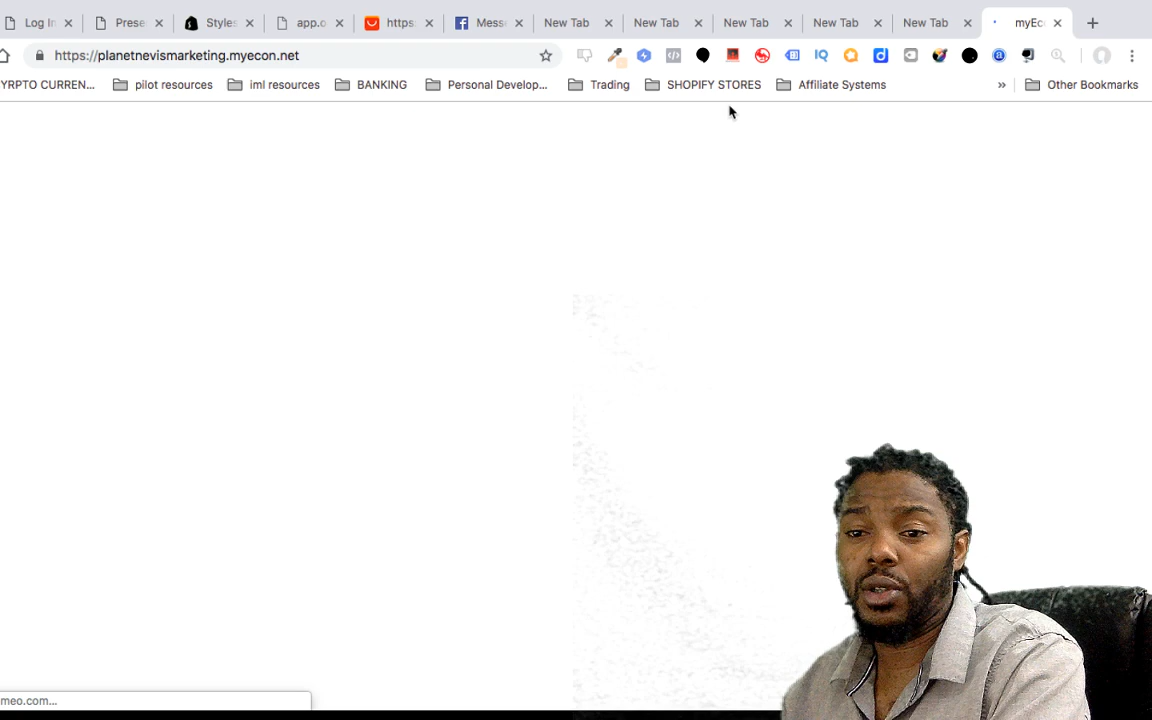 Log In
Prese
Styles
app.o
https:
Mess
New Tab
New Tab
New Tab
New Tab
New Tab
myEc
https://planetnevismarketing.myecon.net
YRPTO CURREN...
pilot resources
iml resources
BANKING
Personal Develop...
Trading
SHOPIFY STORES
Affiliate Systems
»
Other Bookmarks
meo.com...